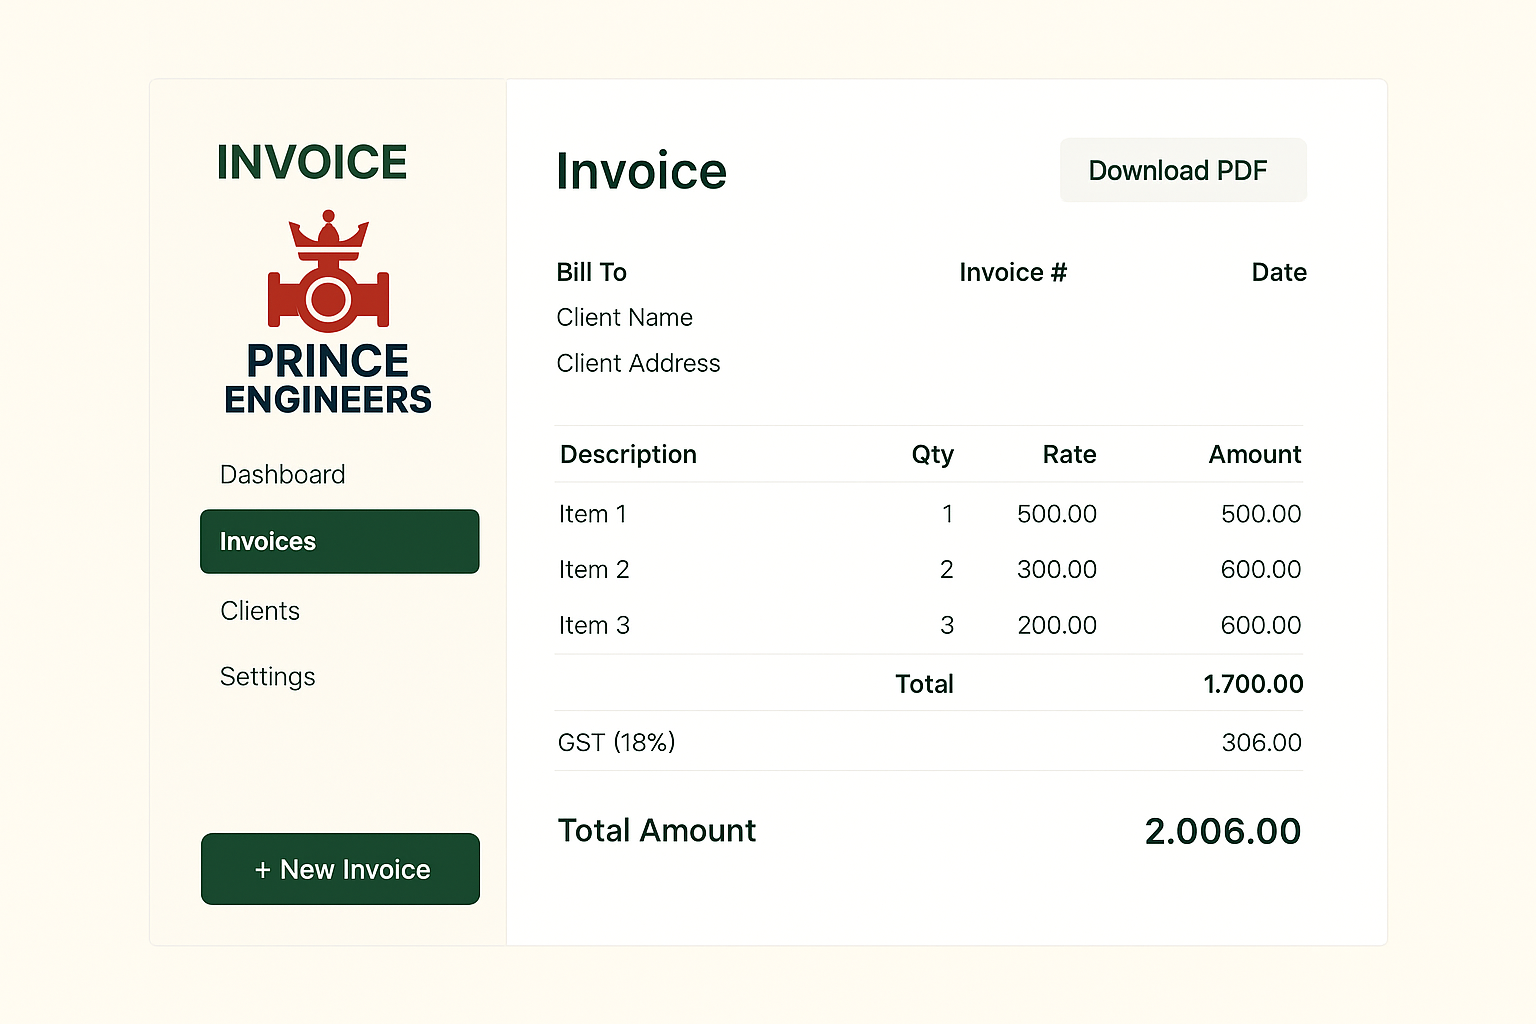 INVOICE
PRINCE
ENGINEERS
Dashboard
Invoices
Clients
Settings
+ New Invoice
Invoice
Download PDF
Bill To Invoice # Date
Client Name
Client Address
Description Qty Rate Amount
Item 1 1 500.00 500.00
Item 2 2 300.00 600.00
Item 3 3 200.00 600.00
Total 1.700.00
GST (18%) 306.00
Total Amount 2.006.00